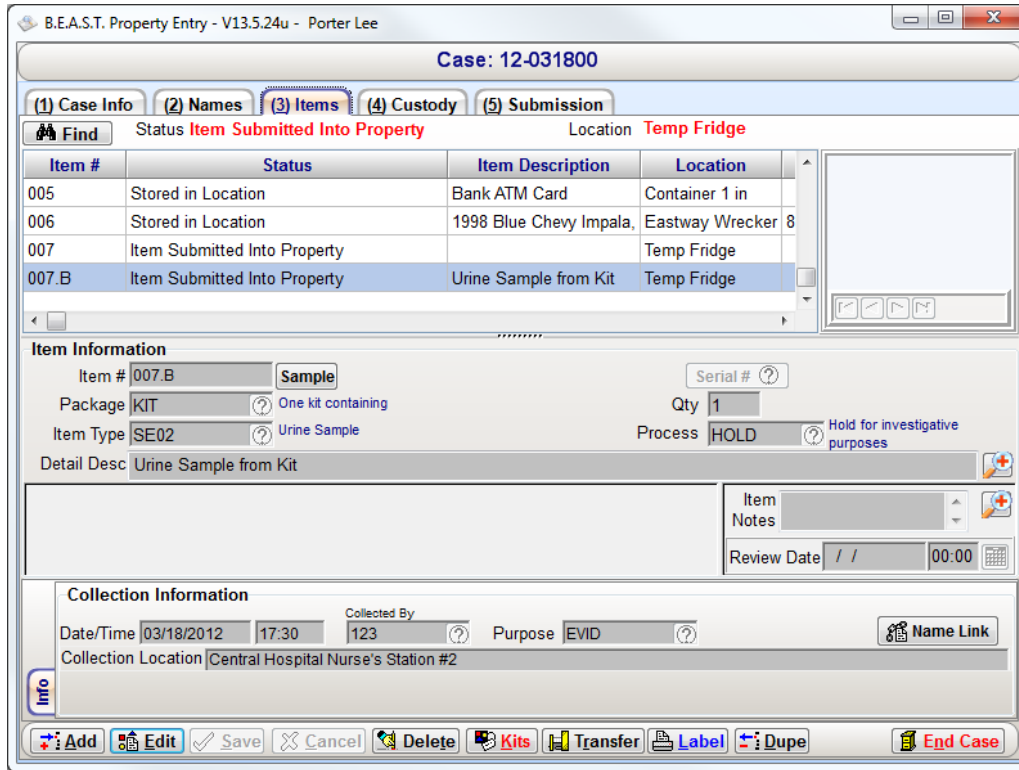 B.E.A.S.T. Property Entry - V13.5.24u - Porter Lee
Case: 12-031800
(1) Case Info (2) Names (3) Items (4) Custody (5) Submission
Find Status Item Submitted Into Property Location Temp Fridge
Item # Status Item Description Location
005 Stored in Location Bank ATM Card Container 1 in
006 Stored in Location 1998 Blue Chevy Impala, Eastway Wrecker 8
007 Item Submitted Into Property Temp Fridge
007.B Item Submitted Into Property Urine Sample from Kit Temp Fridge
Item Information
Item # 007.B Sample Serial #
Package KIT One kit containing Qty 1
Item Type SE02 Urine Sample Process HOLD Hold for investigative
purposes
Detail Desc Urine Sample from Kit
Item
Notes
Review Date / / 00:00
Collection Information
Collected By
Date/Time 03/18/2012 17:30 123 Purpose EVID Name Link
Collection Location Central Hospital Nurse's Station #2
Info
Add Edit Save Cancel Delete Kits Transfer Label Dupe End Case